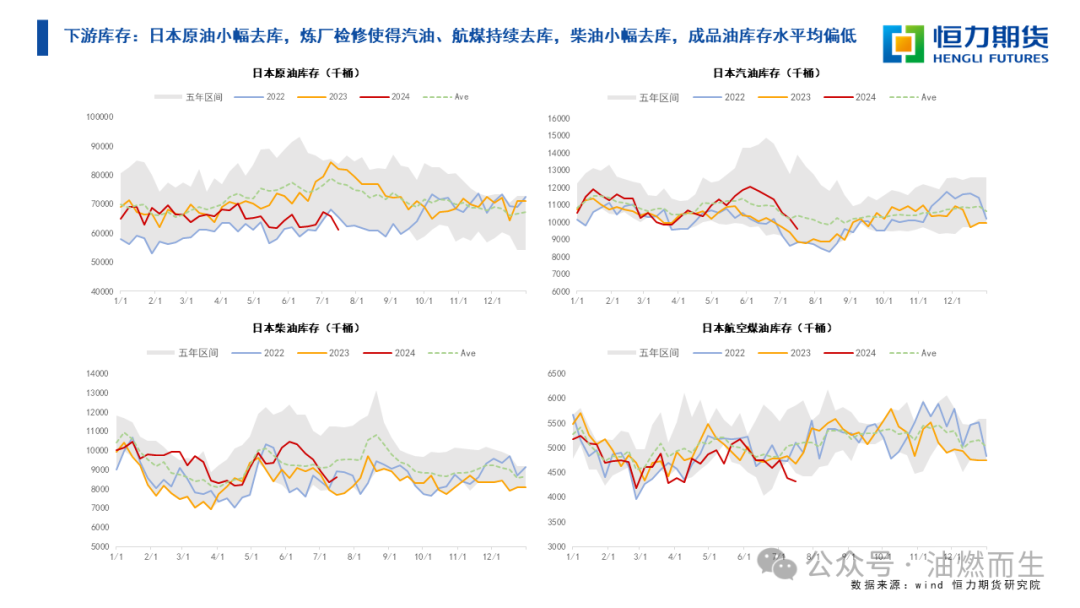 下游库存：日本原油小幅去库，炼厂检修使得汽油、航煤持续去库，柴油小幅去库，成品油库存水平均偏低
恒力期货
HENGLI FUTURES
日本原油库存（千桶）
五年区间 2022 2023 2024 Ave
100000
90000
80000
70000
60000
50000
40000
1/1 2/1 3/1 4/1 5/1 6/1 7/1 8/1 9/1 10/1 11/1 12/1
日本汽油库存（千桶）
五年区间 2022 2023 2024 Ave
16000
15000
14000
13000
12000
11000
10000
9000
8000
7000
6000
1/1 2/1 3/1 4/1 5/1 6/1 7/1 8/1 9/1 10/1 11/1 12/1
日本柴油库存（千桶）
五年区间 2022 2023 2024 Ave
14000
13000
12000
11000
10000
9000
8000
7000
6000
5000
1/1 2/1 3/1 4/1 5/1 6/1 7/1 8/1 9/1 10/1 11/1 12/1
日本航空煤油库存（千桶）
五年区间 2022 2023 2024 Ave
6500
6000
5500
5000
4500
4000
3500
3000
1/1 2/1 3/1 4/1 5/1 6/1 7/1 8/1 9/1 10/1 11/1 12/1
公众号·油燃而生
数据来源：wind 恒力期货研究院